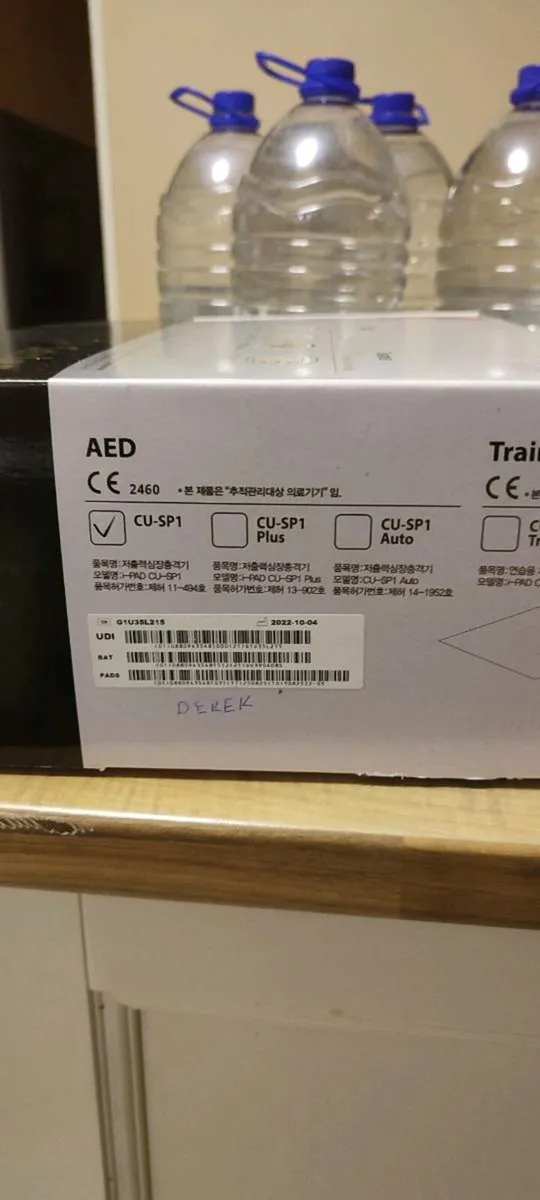 AED
CE 2460 •본 제품은 "추적관리대상 의료기기" 임.
CU-SP1
품목명:저출력심장충격기
모델명:i-PAD CU-SP1
품목허가번호:제허 11-494호
CU-SP1
Plus
품목명:저출력심장충격기
모델명:i-PAD CU-SP1 Plus
품목허가번호:제허 13-902호
CU-SP1
Auto
품목명:저출력심장충격기
모델명:CU-SP1 Auto
품목허가번호:제허 14-1952호
Trai
CE •본
품목명:연습용
모델명:i-PAD C
SN G1U35L215 2022-10-04
UDI
BAT
PADS
DEREK